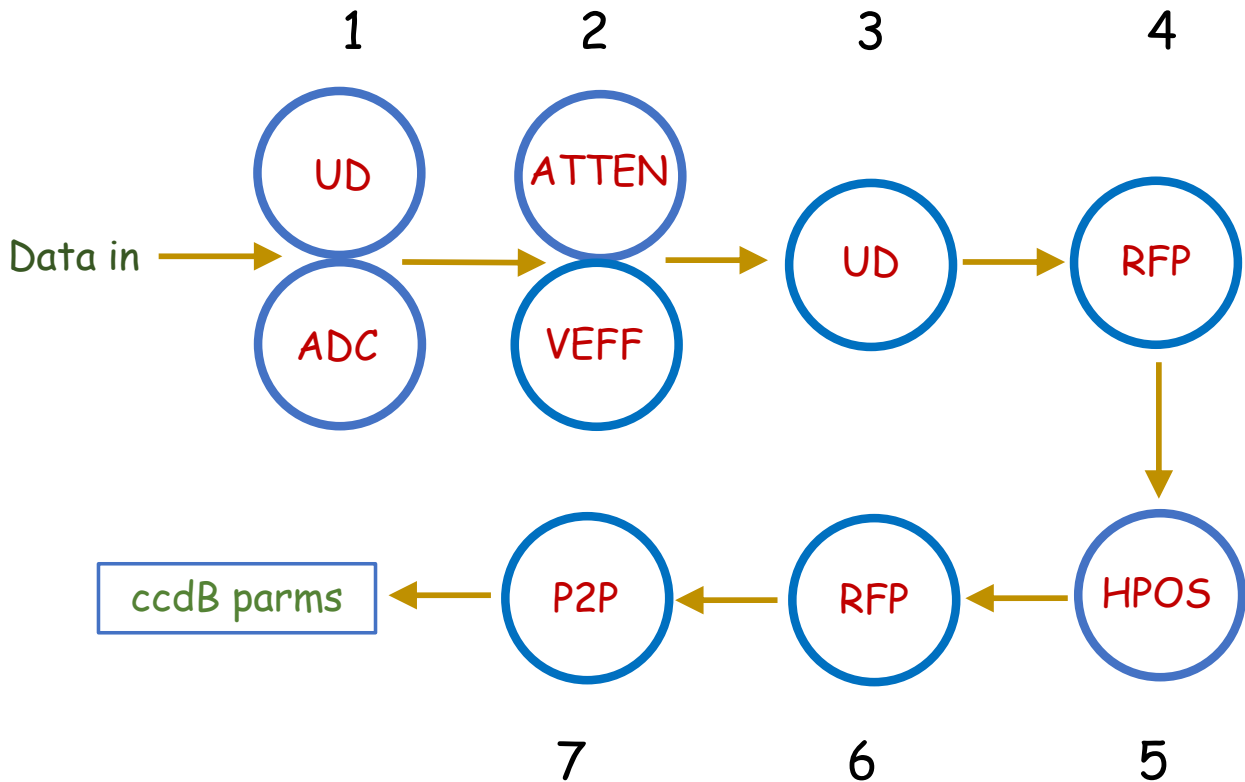 1
2
3
4
UD
ATTEN
Data in
UD
RFP
ADC
VEFF
ccdB parms
P2P
RFP
HPOS
7
6
5